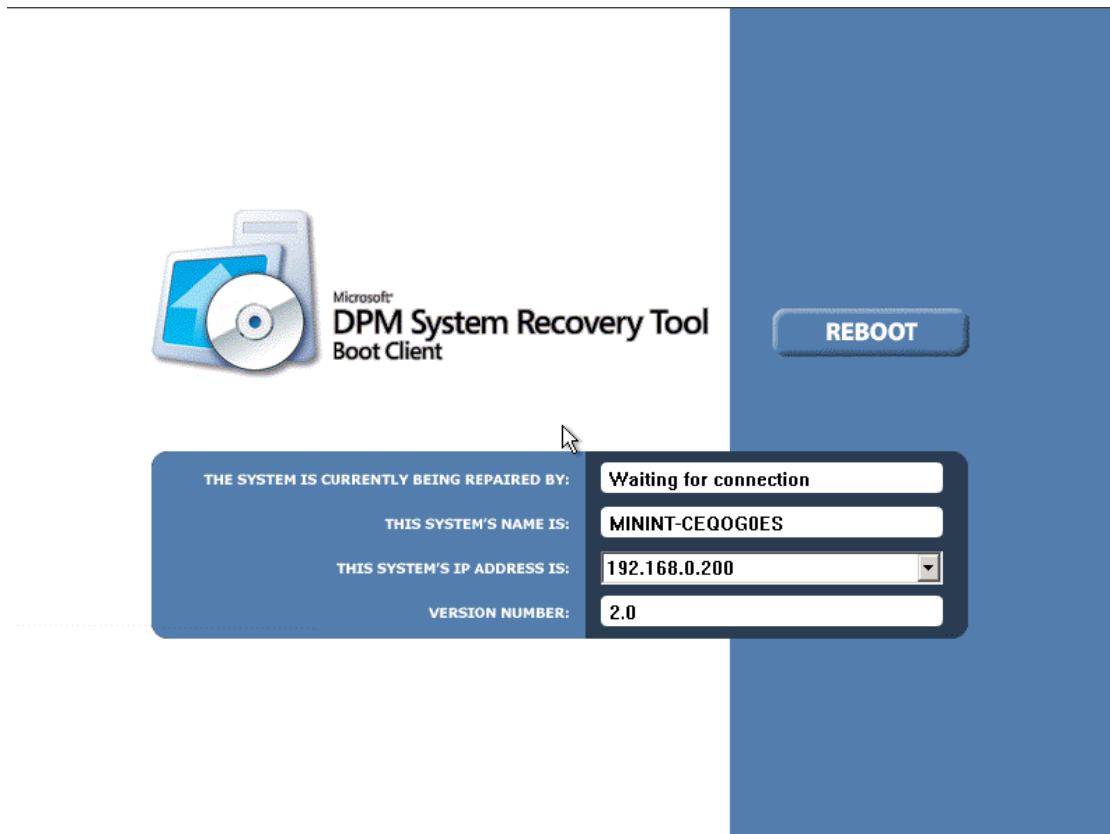 Microsoft®
DPM System Recovery Tool
Boot Client
REBOOT
THE SYSTEM IS CURRENTLY BEING REPAIRED BY: Waiting for connection
THIS SYSTEM'S NAME IS: MININT-CEQOG0ES
THIS SYSTEM'S IP ADDRESS IS: 192.168.0.200
VERSION NUMBER: 2.0